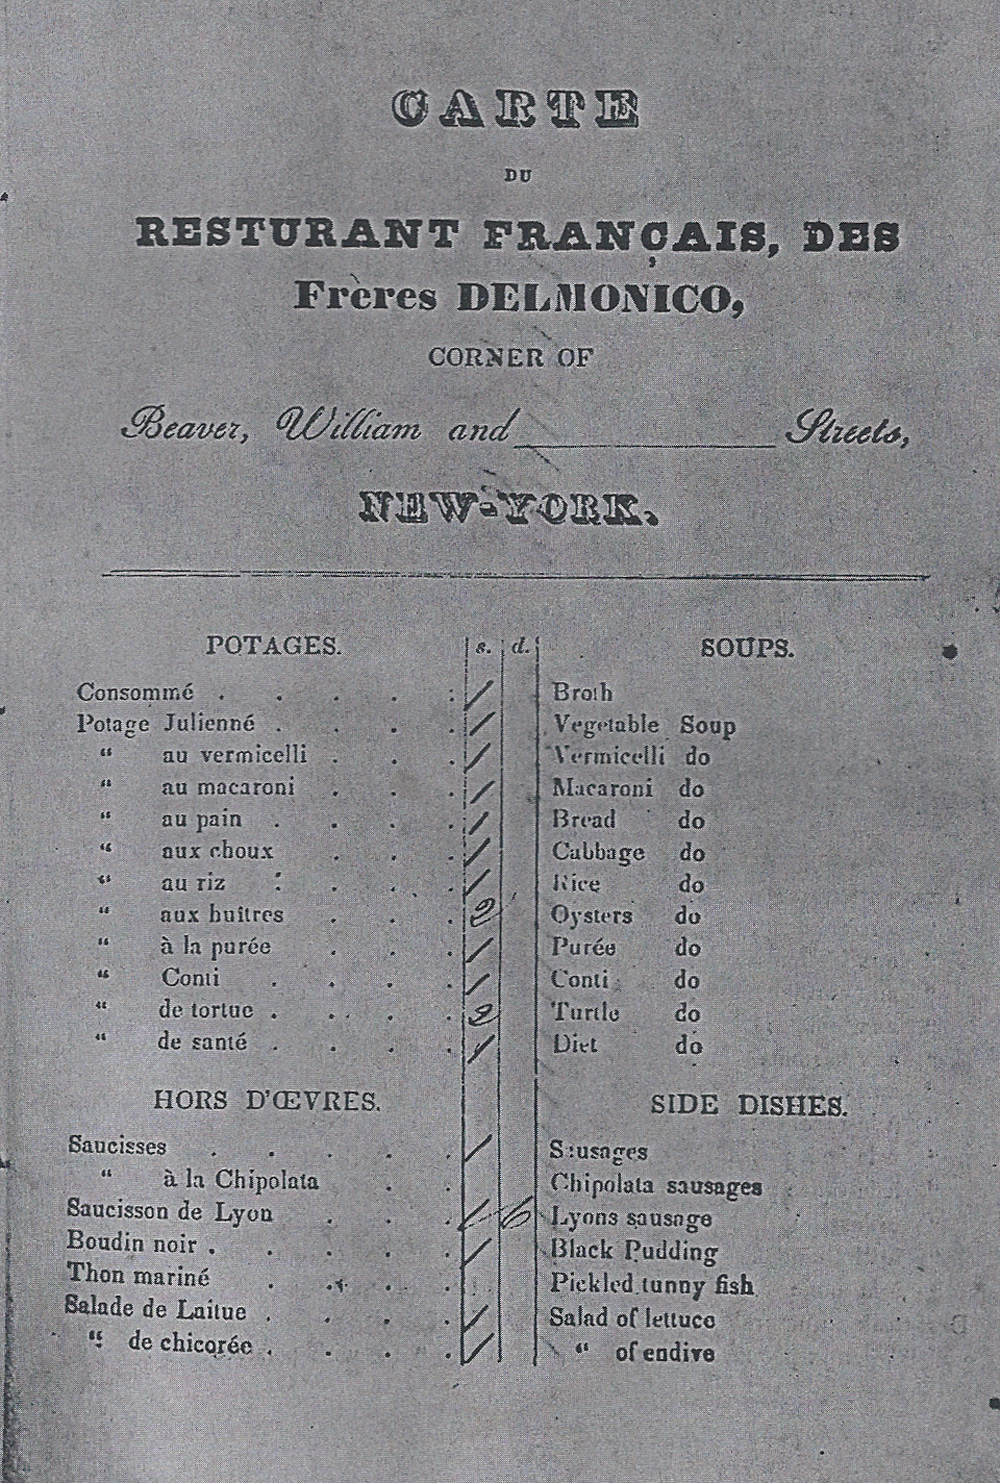 CARTE
DU
RESTURANT FRANÇAIS, DES
Frères DELMONICO,
CORNER OF
Beaver, William and __________ Streets,
NEW-YORK.
POTAGES. s. d. SOUPS.
Consommé . . . . : / Broth
Potage Julienné . . . . / Vegetable Soup
“ au vermicelli . . . / Vermicelli do
“ au macaroni . . . / Macaroni do
“ au pain . . . . / Bread do
“ aux choux . . . / Cabbage do
“ au riz : . . . / Rice do
“ aux huîtres . . . 2 Oysters do
“ à la purée . . . / Purée do
“ Conti . . . . / Conti do
“ de tortue . . . . 2 Turtle do
“ de santé . . . . / Diet do
HORS D'ŒVRES. SIDE DISHES.
Saucisses . . . . . / Sausages
“ à la Chipolata . . Chipolata sausages
Saucisson de Lyon . . . / 6 Lyons sausage
Boudin noir . . . . . / Black Pudding
Thon mariné . . . . Pickled tunny fish
Salade de Laitue . . . . / Salad of lettuce
“ de chicorée . . . . / “ of endive